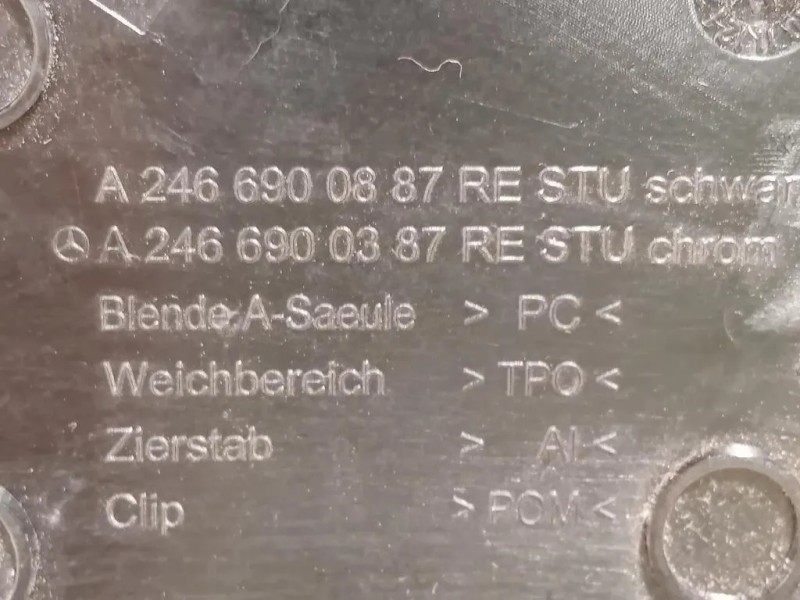 A 246 690 08 87 RE STU schwar
A 246 690 03 87 RE STU chrom
Blende A-Saeule > PC <
Weichbereich > TPO <
Zierstab > Al <
Clip > POM <